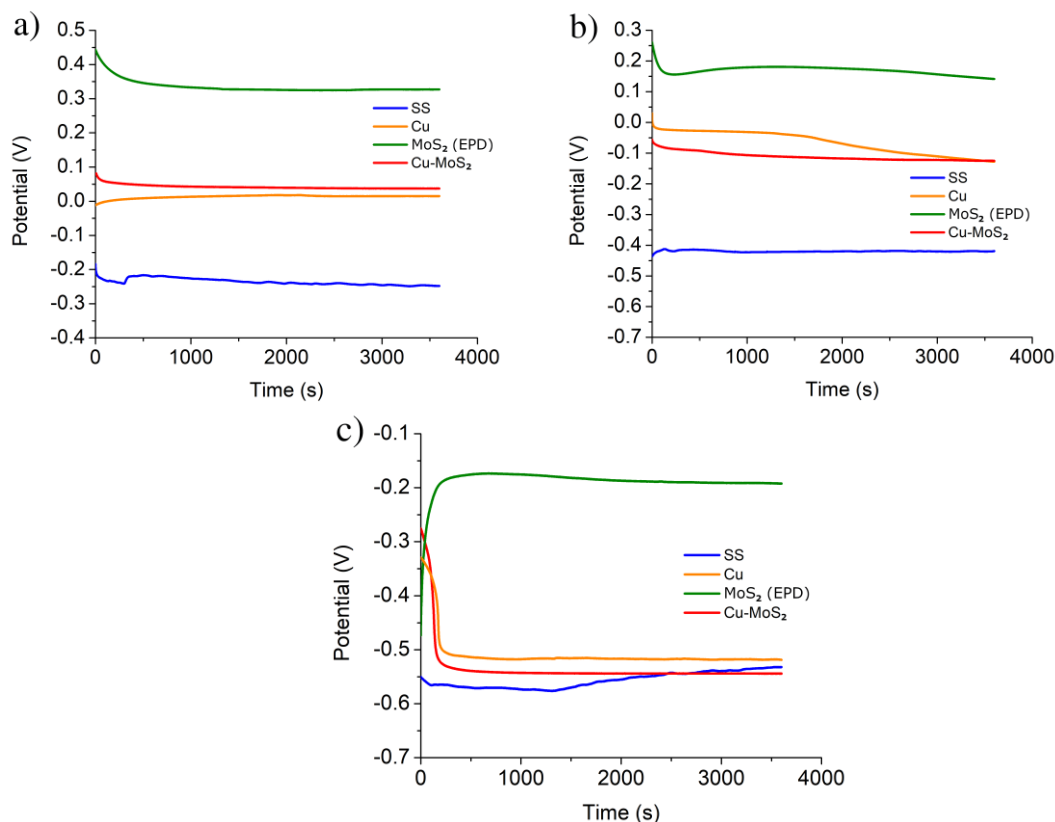 a)
0.5
0.4
0.3
0.2
0.1
0.0
-0.1
-0.2
-0.3
-0.4
Potential (V)
0 1000 2000 3000 4000
Time (s)
SS
Cu
MoS₂ (EPD)
Cu-MoS₂
b)
0.3
0.2
0.1
0.0
-0.1
-0.2
-0.3
-0.4
-0.5
-0.6
-0.7
Potential (V)
0 1000 2000 3000 4000
Time (s)
SS
Cu
MoS₂ (EPD)
Cu-MoS₂
c)
-0.1
-0.2
-0.3
-0.4
-0.5
-0.6
-0.7
Potential (V)
0 1000 2000 3000 4000
Time (s)
SS
Cu
MoS₂ (EPD)
Cu-MoS₂